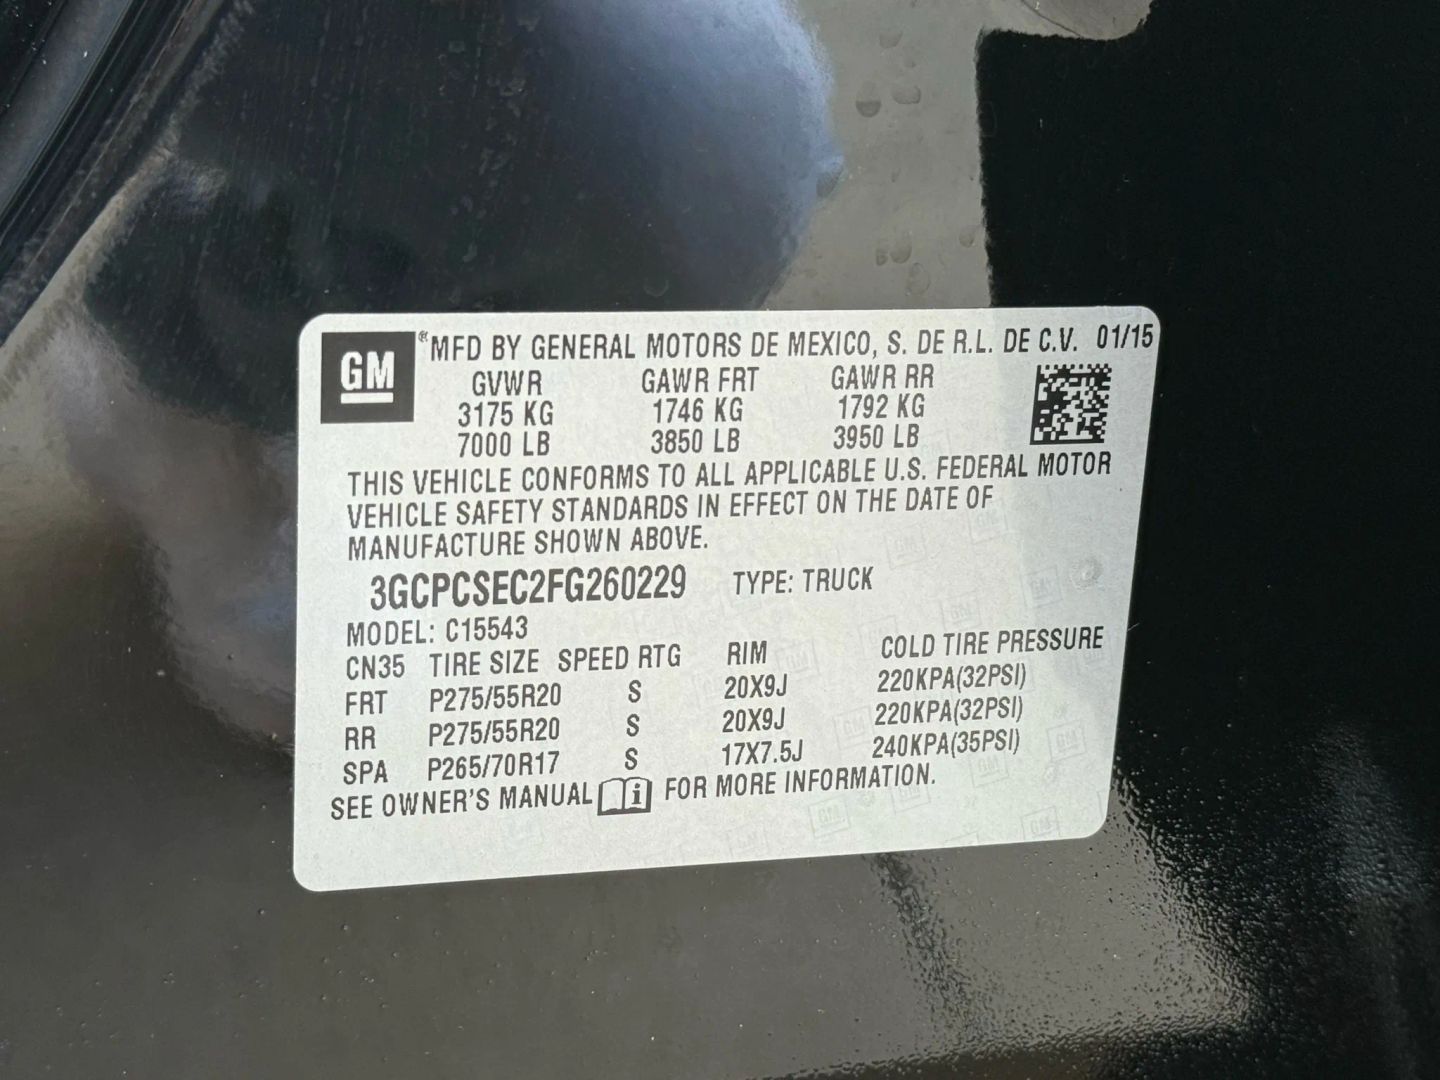 GM ® MFD BY GENERAL MOTORS DE MEXICO, S. DE R.L. DE C.V. 01/15
GVWR GAWR FRT GAWR RR
3175 KG 1746 KG 1792 KG
7000 LB 3850 LB 3950 LB
THIS VEHICLE CONFORMS TO ALL APPLICABLE U.S. FEDERAL MOTOR
VEHICLE SAFETY STANDARDS IN EFFECT ON THE DATE OF
MANUFACTURE SHOWN ABOVE.
3GCPCSEC2FG260229 TYPE: TRUCK
MODEL: C15543
CN35 TIRE SIZE SPEED RTG RIM COLD TIRE PRESSURE
FRT P275/55R20 S 20X9J 220KPA(32PSI)
RR P275/55R20 S 20X9J 220KPA(32PSI)
SPA P265/70R17 S 17X7.5J 240KPA(35PSI)
SEE OWNER'S MANUAL i FOR MORE INFORMATION.